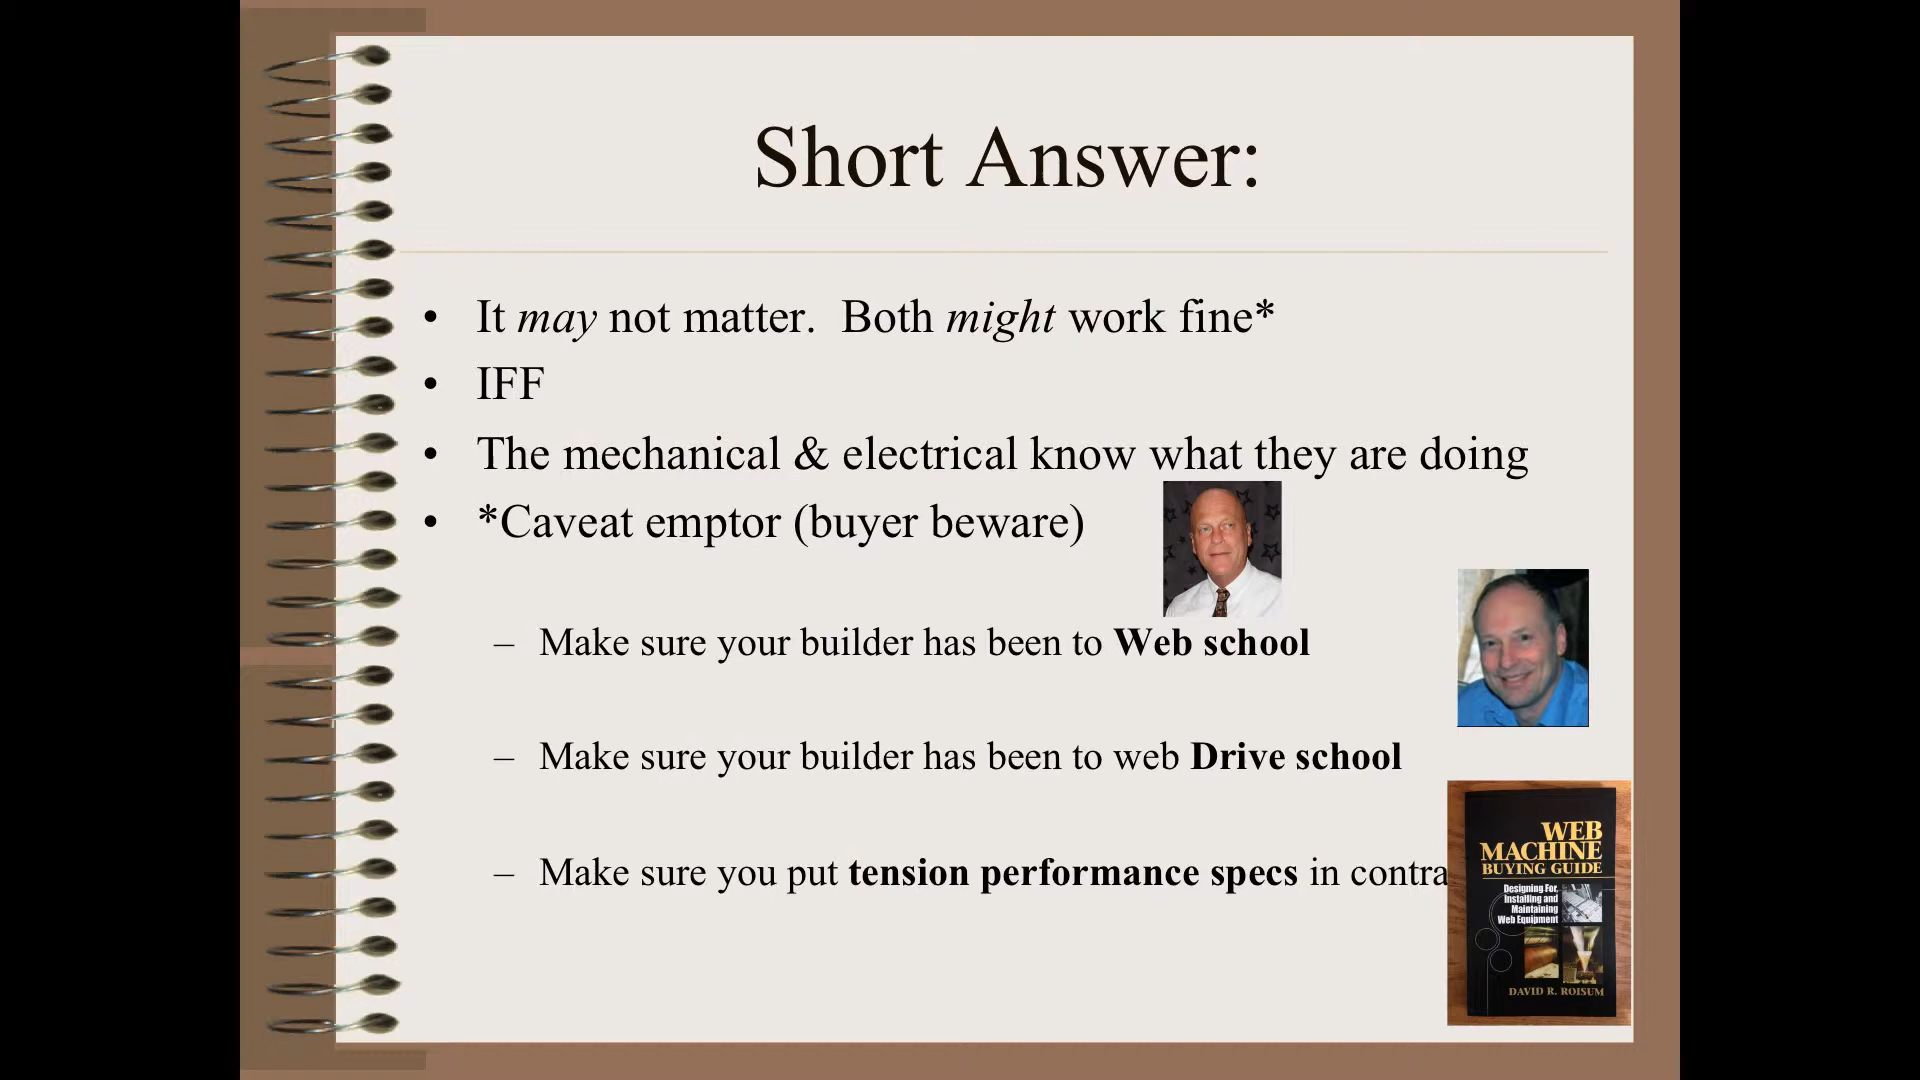 Short Answer:
• It may not matter.  Both might work fine*
• IFF
• The mechanical & electrical know what they are doing
• *Caveat emptor (buyer beware)
– Make sure your builder has been to Web school
– Make sure your builder has been to web Drive school
– Make sure you put tension performance specs in contra
WEB
MACHINE
BUYING GUIDE
Designing For,
Installing and
Maintaining
Web Equipment
DAVID R. ROISUM